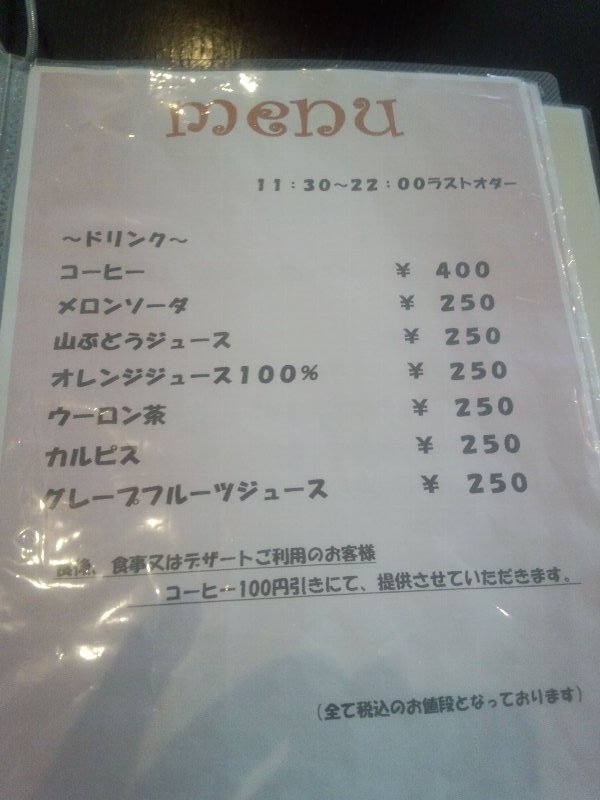 menu
11：30～22：00ラストオダー
～ドリンク～
コーヒー ￥ 400
メロンソーダ ￥ 250
山ぶどうジュース ￥ 250
オレンジジュース100% ￥ 250
ウーロン茶 ￥ 250
カルピス ￥ 250
グレープフルーツジュース ￥ 250
食事又はデザートご利用のお客様
コーヒー100円引きにて、提供させていただきます。
(全て税込のお値段となっております)